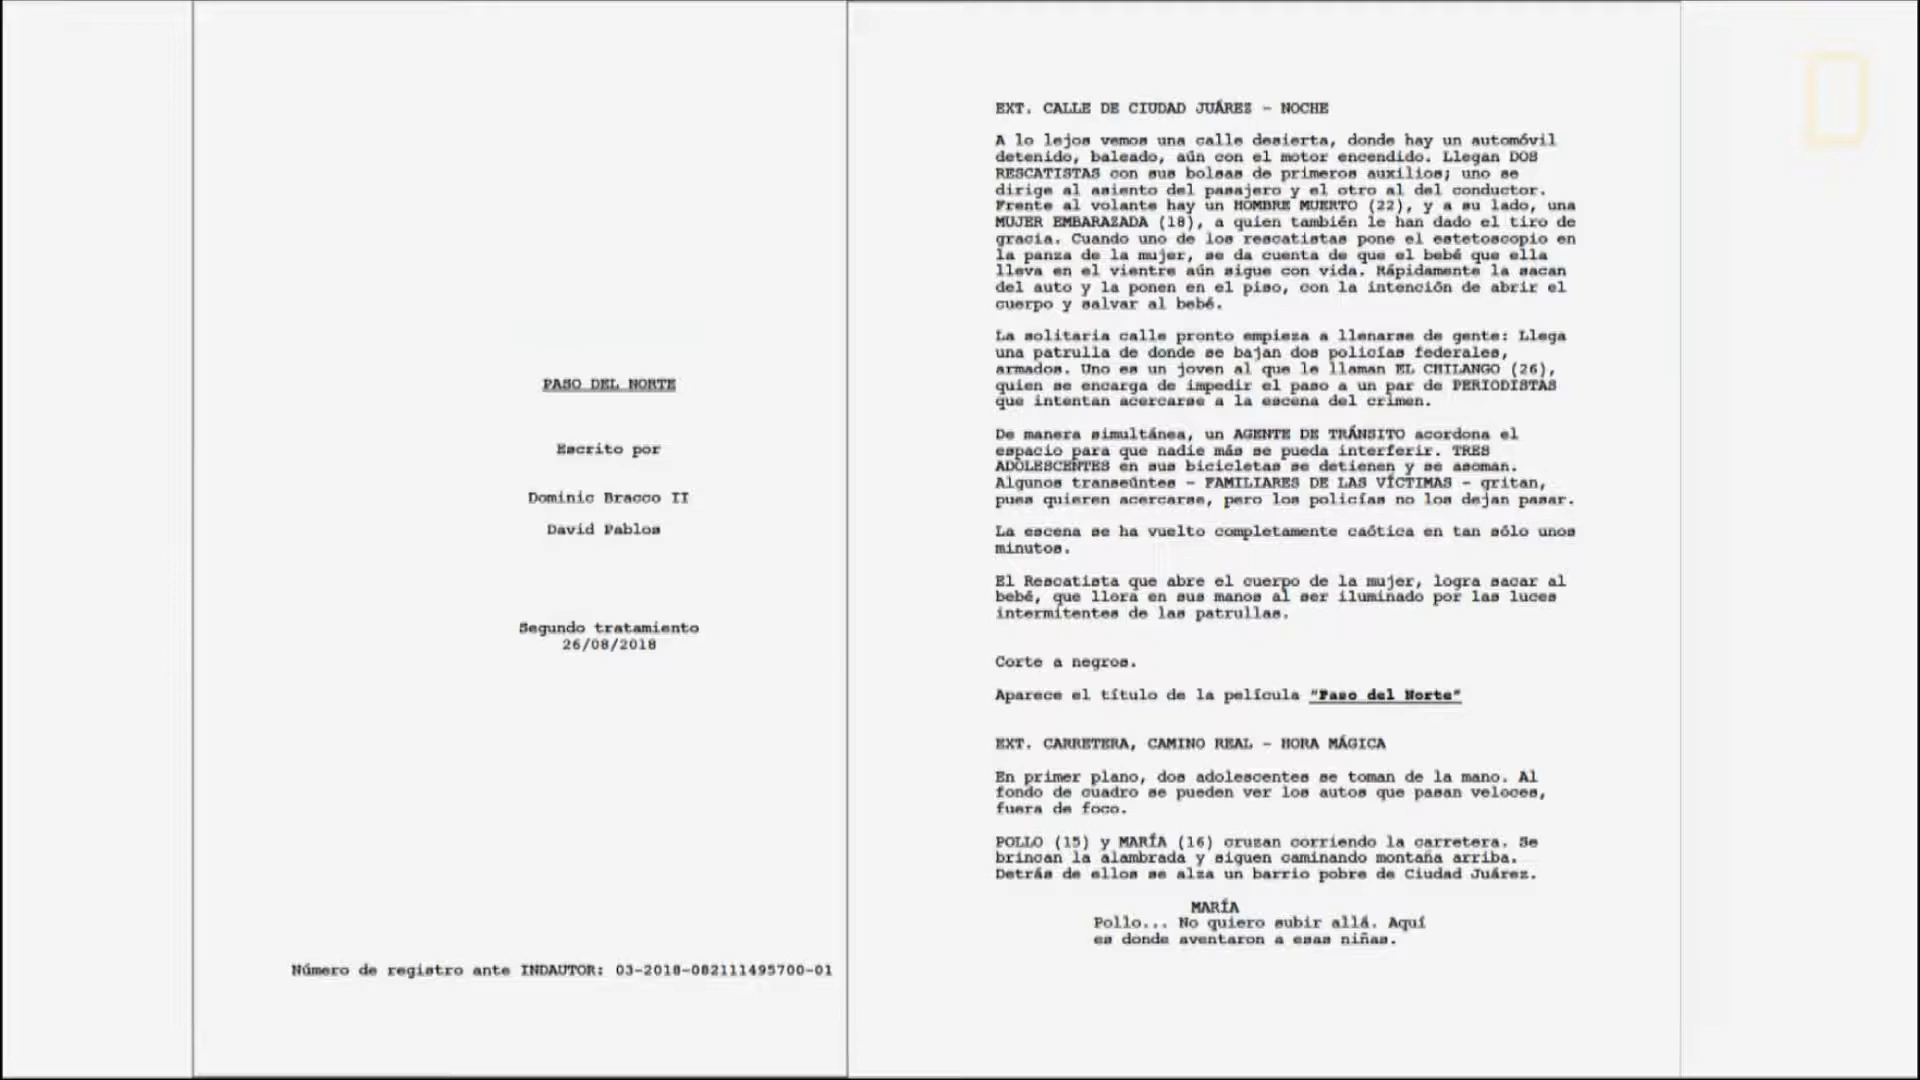 PASO DEL NORTE
Escrito por
Dominic Bracco II
David Pablos
Segundo tratamiento
26/08/2018
Número de registro ante INDAUTOR: 03-2018-082111495700-01
EXT. CALLE DE CIUDAD JUÁREZ - NOCHE
A lo lejos vemos una calle desierta, donde hay un automóvil
detenido, baleado, aún con el motor encendido. Llegan DOS
RESCATISTAS con sus bolsas de primeros auxilios; uno se
dirige al asiento del pasajero y el otro al del conductor.
Frente al volante hay un HOMBRE MUERTO (22), y a su lado, una
MUJER EMBARAZADA (18), a quien también le han dado el tiro de
gracia. Cuando uno de los rescatistas pone el estetoscopio en
la panza de la mujer, se da cuenta de que el bebé que ella
lleva en el vientre aún sigue con vida. Rápidamente la sacan
del auto y la ponen en el piso, con la intención de abrir el
cuerpo y salvar al bebé.
La solitaria calle pronto empieza a llenarse de gente: Llega
una patrulla de donde se bajan dos policías federales,
armados. Uno es un joven al que le llaman EL CHILANGO (26),
quien se encarga de impedir el paso a un par de PERIODISTAS
que intentan acercarse a la escena del crimen.
De manera simultánea, un AGENTE DE TRÁNSITO acordona el
espacio para que nadie más se pueda interferir. TRES
ADOLESCENTES en sus bicicletas se detienen y se asoman.
Algunos transeúntes - FAMILIARES DE LAS VÍCTIMAS - gritan,
pues quieren acercarse, pero los policías no los dejan pasar.
La escena se ha vuelto completamente caótica en tan sólo unos
minutos.
El Rescatista que abre el cuerpo de la mujer, logra sacar al
bebé, que llora en sus manos al ser iluminado por las luces
intermitentes de las patrullas.
Corte a negros.
Aparece el título de la película "Paso del Norte"
EXT. CARRETERA, CAMINO REAL - HORA MÁGICA
En primer plano, dos adolescentes se toman de la mano. Al
fondo de cuadro se pueden ver los autos que pasan veloces,
fuera de foco.
POLLO (15) y MARÍA (16) cruzan corriendo la carretera. Se
brincan la alambrada y siguen caminando montaña arriba.
Detrás de ellos se alza un barrio pobre de Ciudad Juárez.
MARÍA
Pollo... No quiero subir allá. Aquí
es donde aventaron a esas niñas.